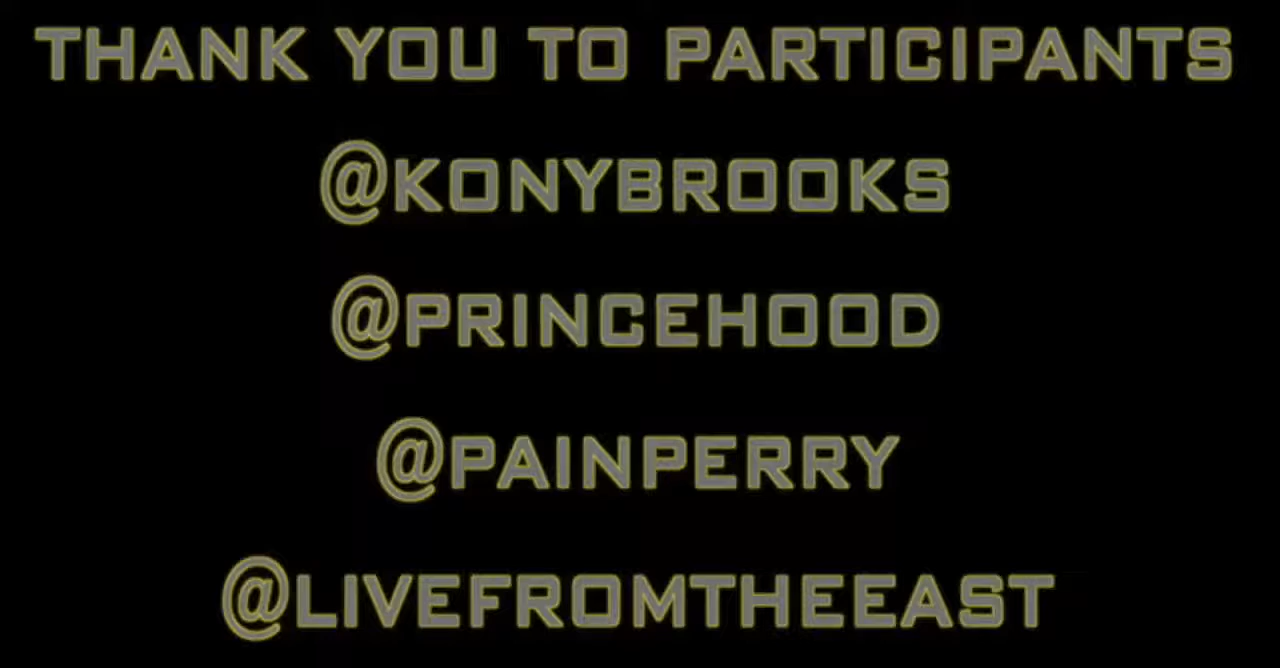 THANK YOU TO PARTICIPANTS
@KONYBROOKS
@PRINCEHOOD
@PAINPERRY
@LIVEFROMTHEEAST